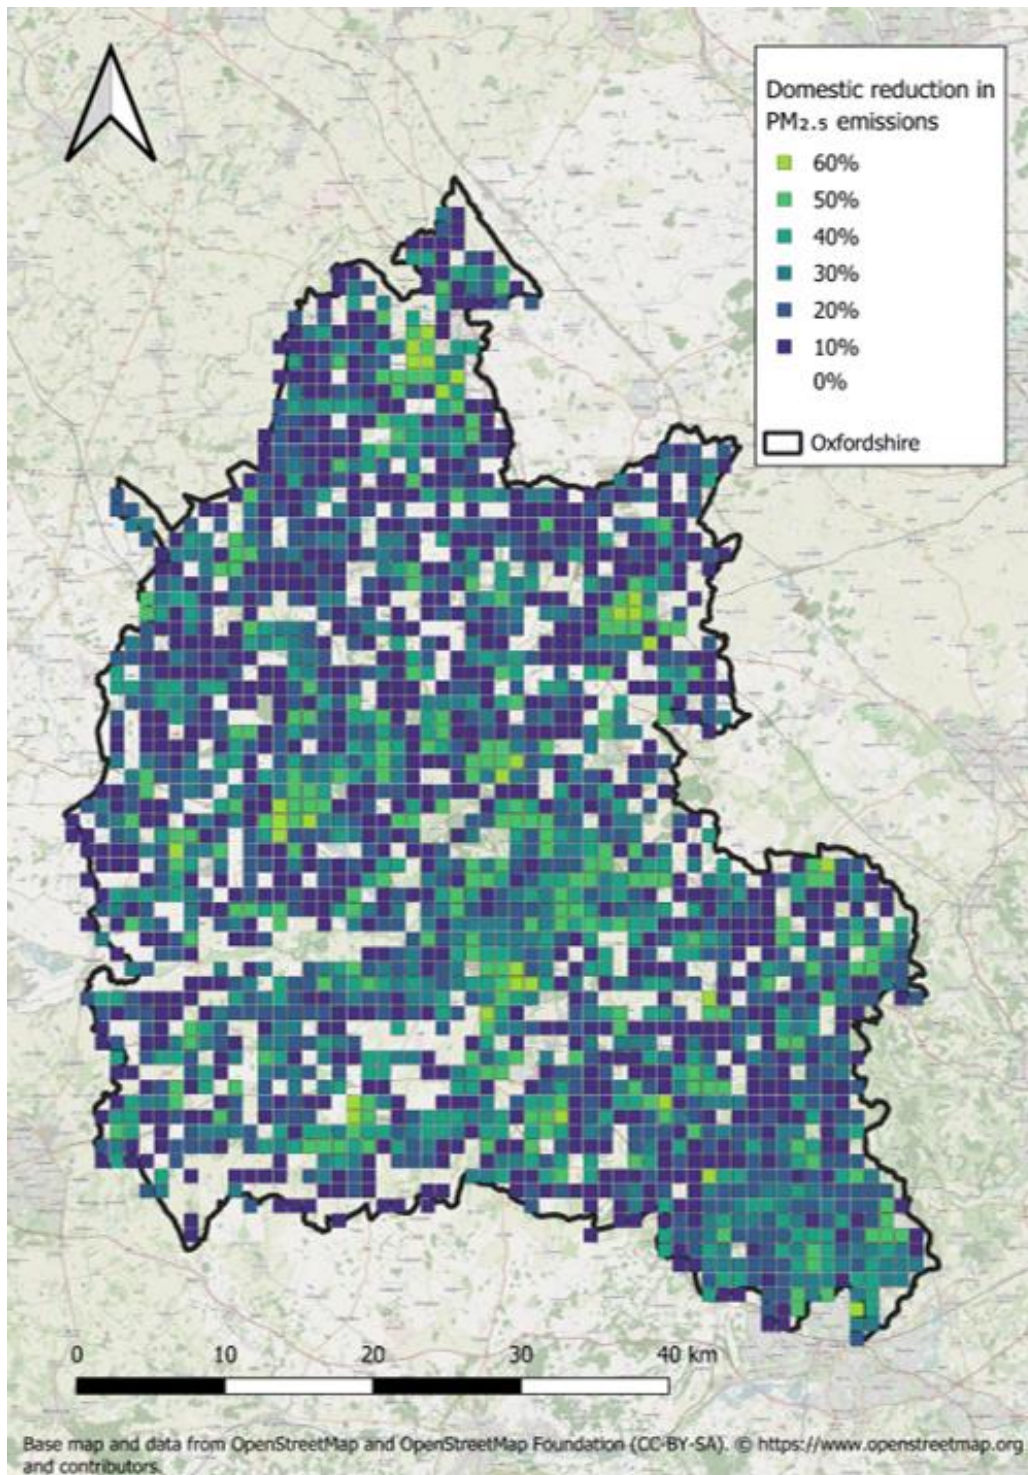 Domestic reduction in
PM₂.₅ emissions
60%
50%
40%
30%
20%
10%
0%
Oxfordshire
0 10 20 30 40 km
Base map and data from OpenStreetMap and OpenStreetMap Foundation (CC-BY-SA). © https://www.openstreetmap.org
and contributors.